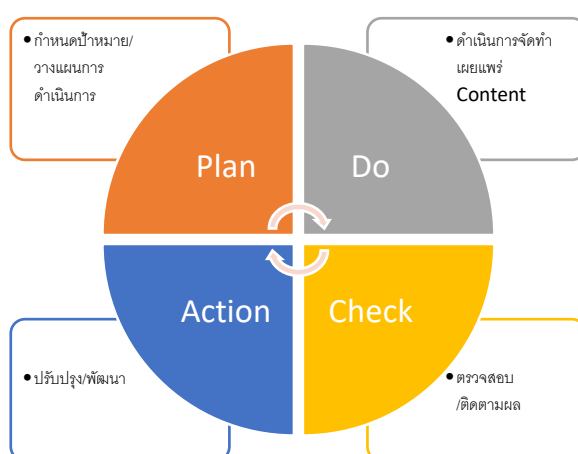 • กำหนดป้าหมาย/
วางแผนการ
ดำเนินการ
• ดำเนินการจัดทำ
เผยแพร่
Content
Plan
Do
Action
Check
• ปรับปรุง/พัฒนา
• ตรวจสอบ
/ติดตามผล